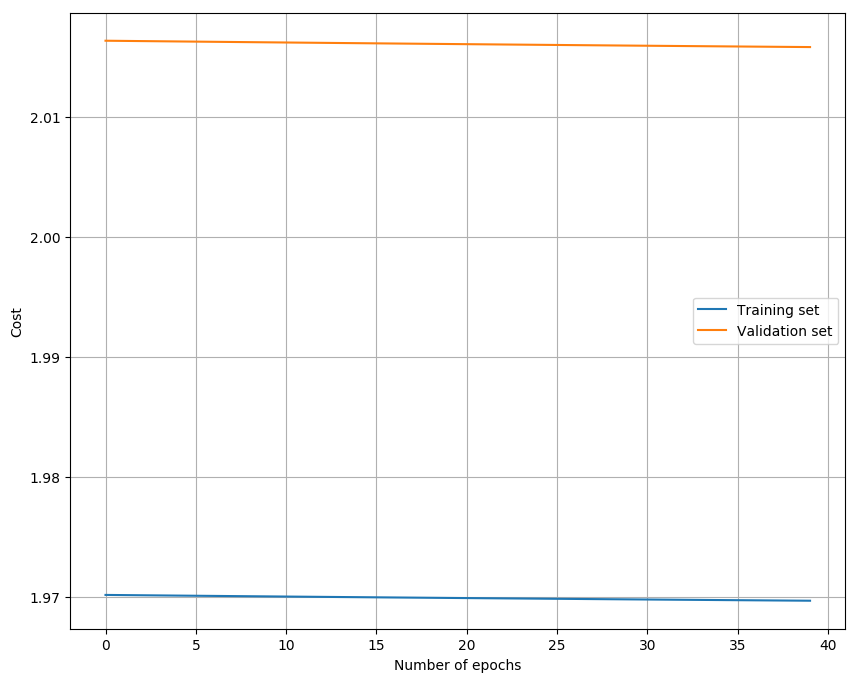 2.01
2.00
1.99
1.98
1.97
Cost
Training set
Validation set
0 5 10 15 20 25 30 35 40
Number of epochs